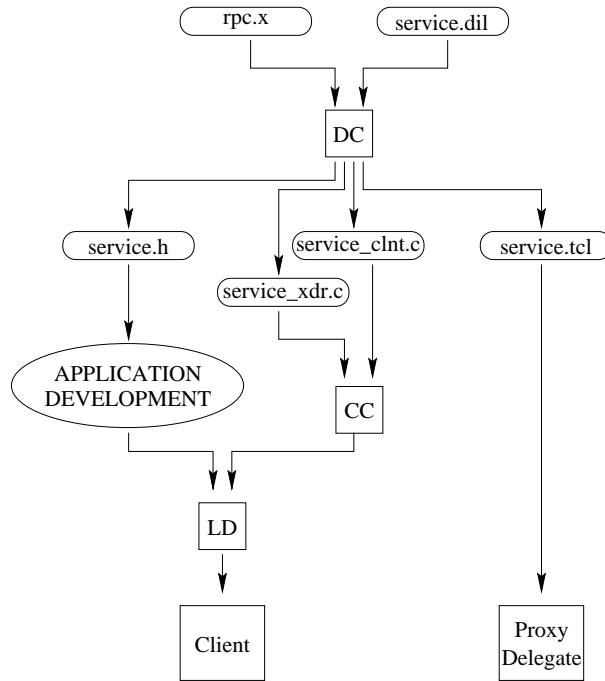 rpc.x
service.dil
DC
service.h
service_clnt.c
service.tcl
service_xdr.c
APPLICATION
DEVELOPMENT
CC
LD
Client
Proxy
Delegate